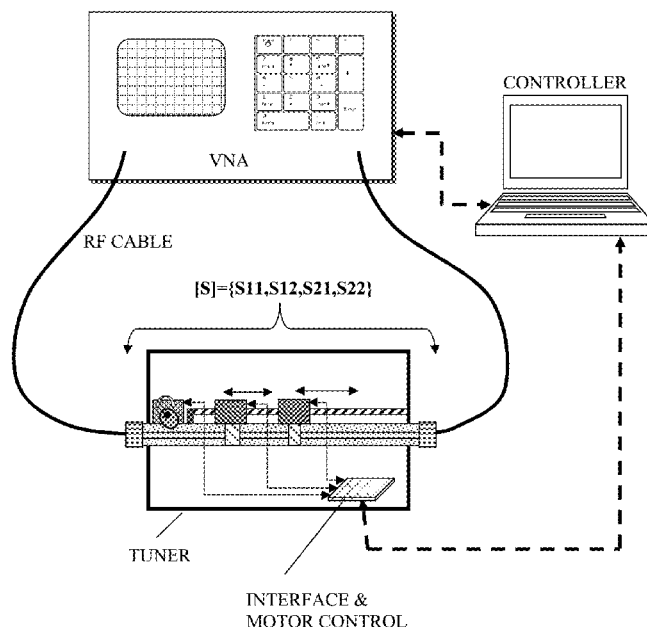 CONTROLLER
VNA
RF CABLE
[S]={S11,S12,S21,S22}
TUNER
INTERFACE &
MOTOR CONTROL